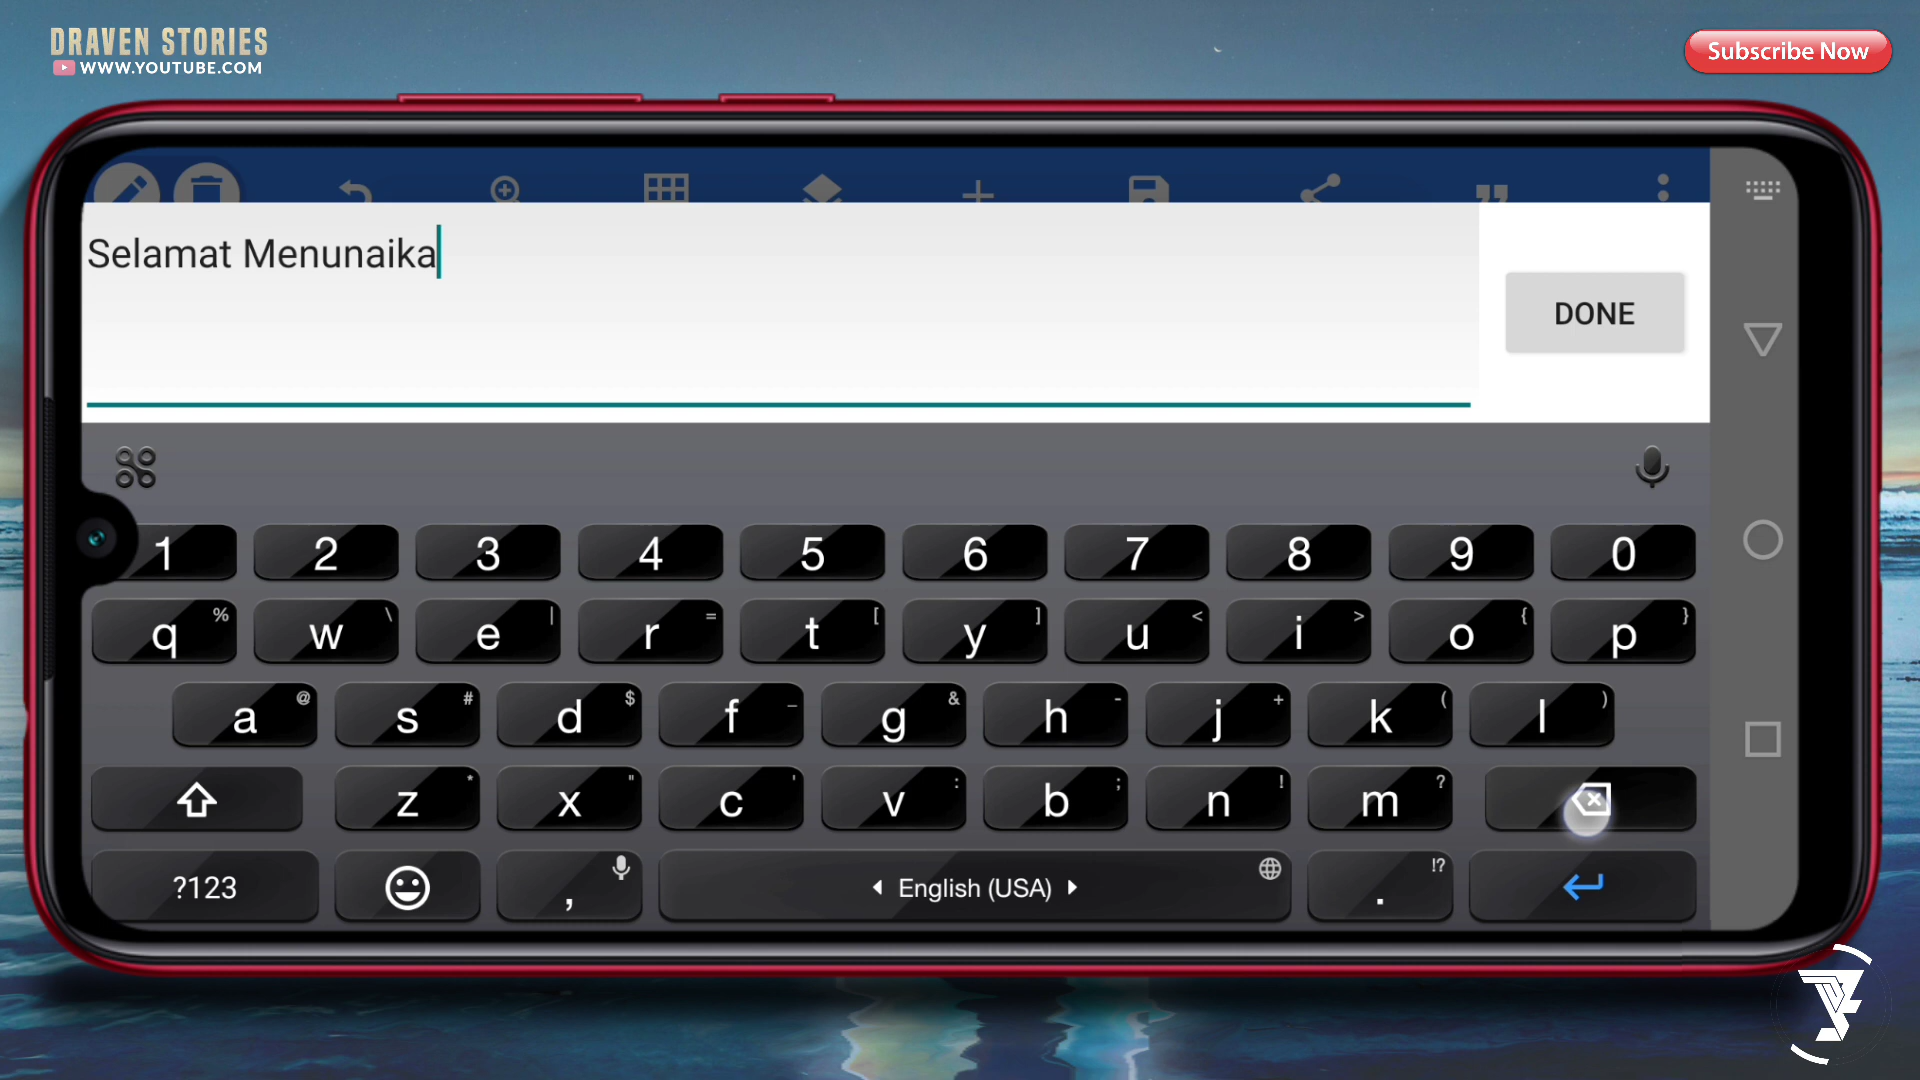 DRAVEN STORIES
WWW.YOUTUBE.COM
Subscribe Now
Selamat Menunaika
DONE
1 2 3 4 5 6 7 8 9 0
q % w \ e | r = t [ y ] u < i > o { p }
a @ s # d $ f _ g & h - j + k ( l )
z * x " c ' v : b ; n ! m ?
?123 , English (USA) . !?